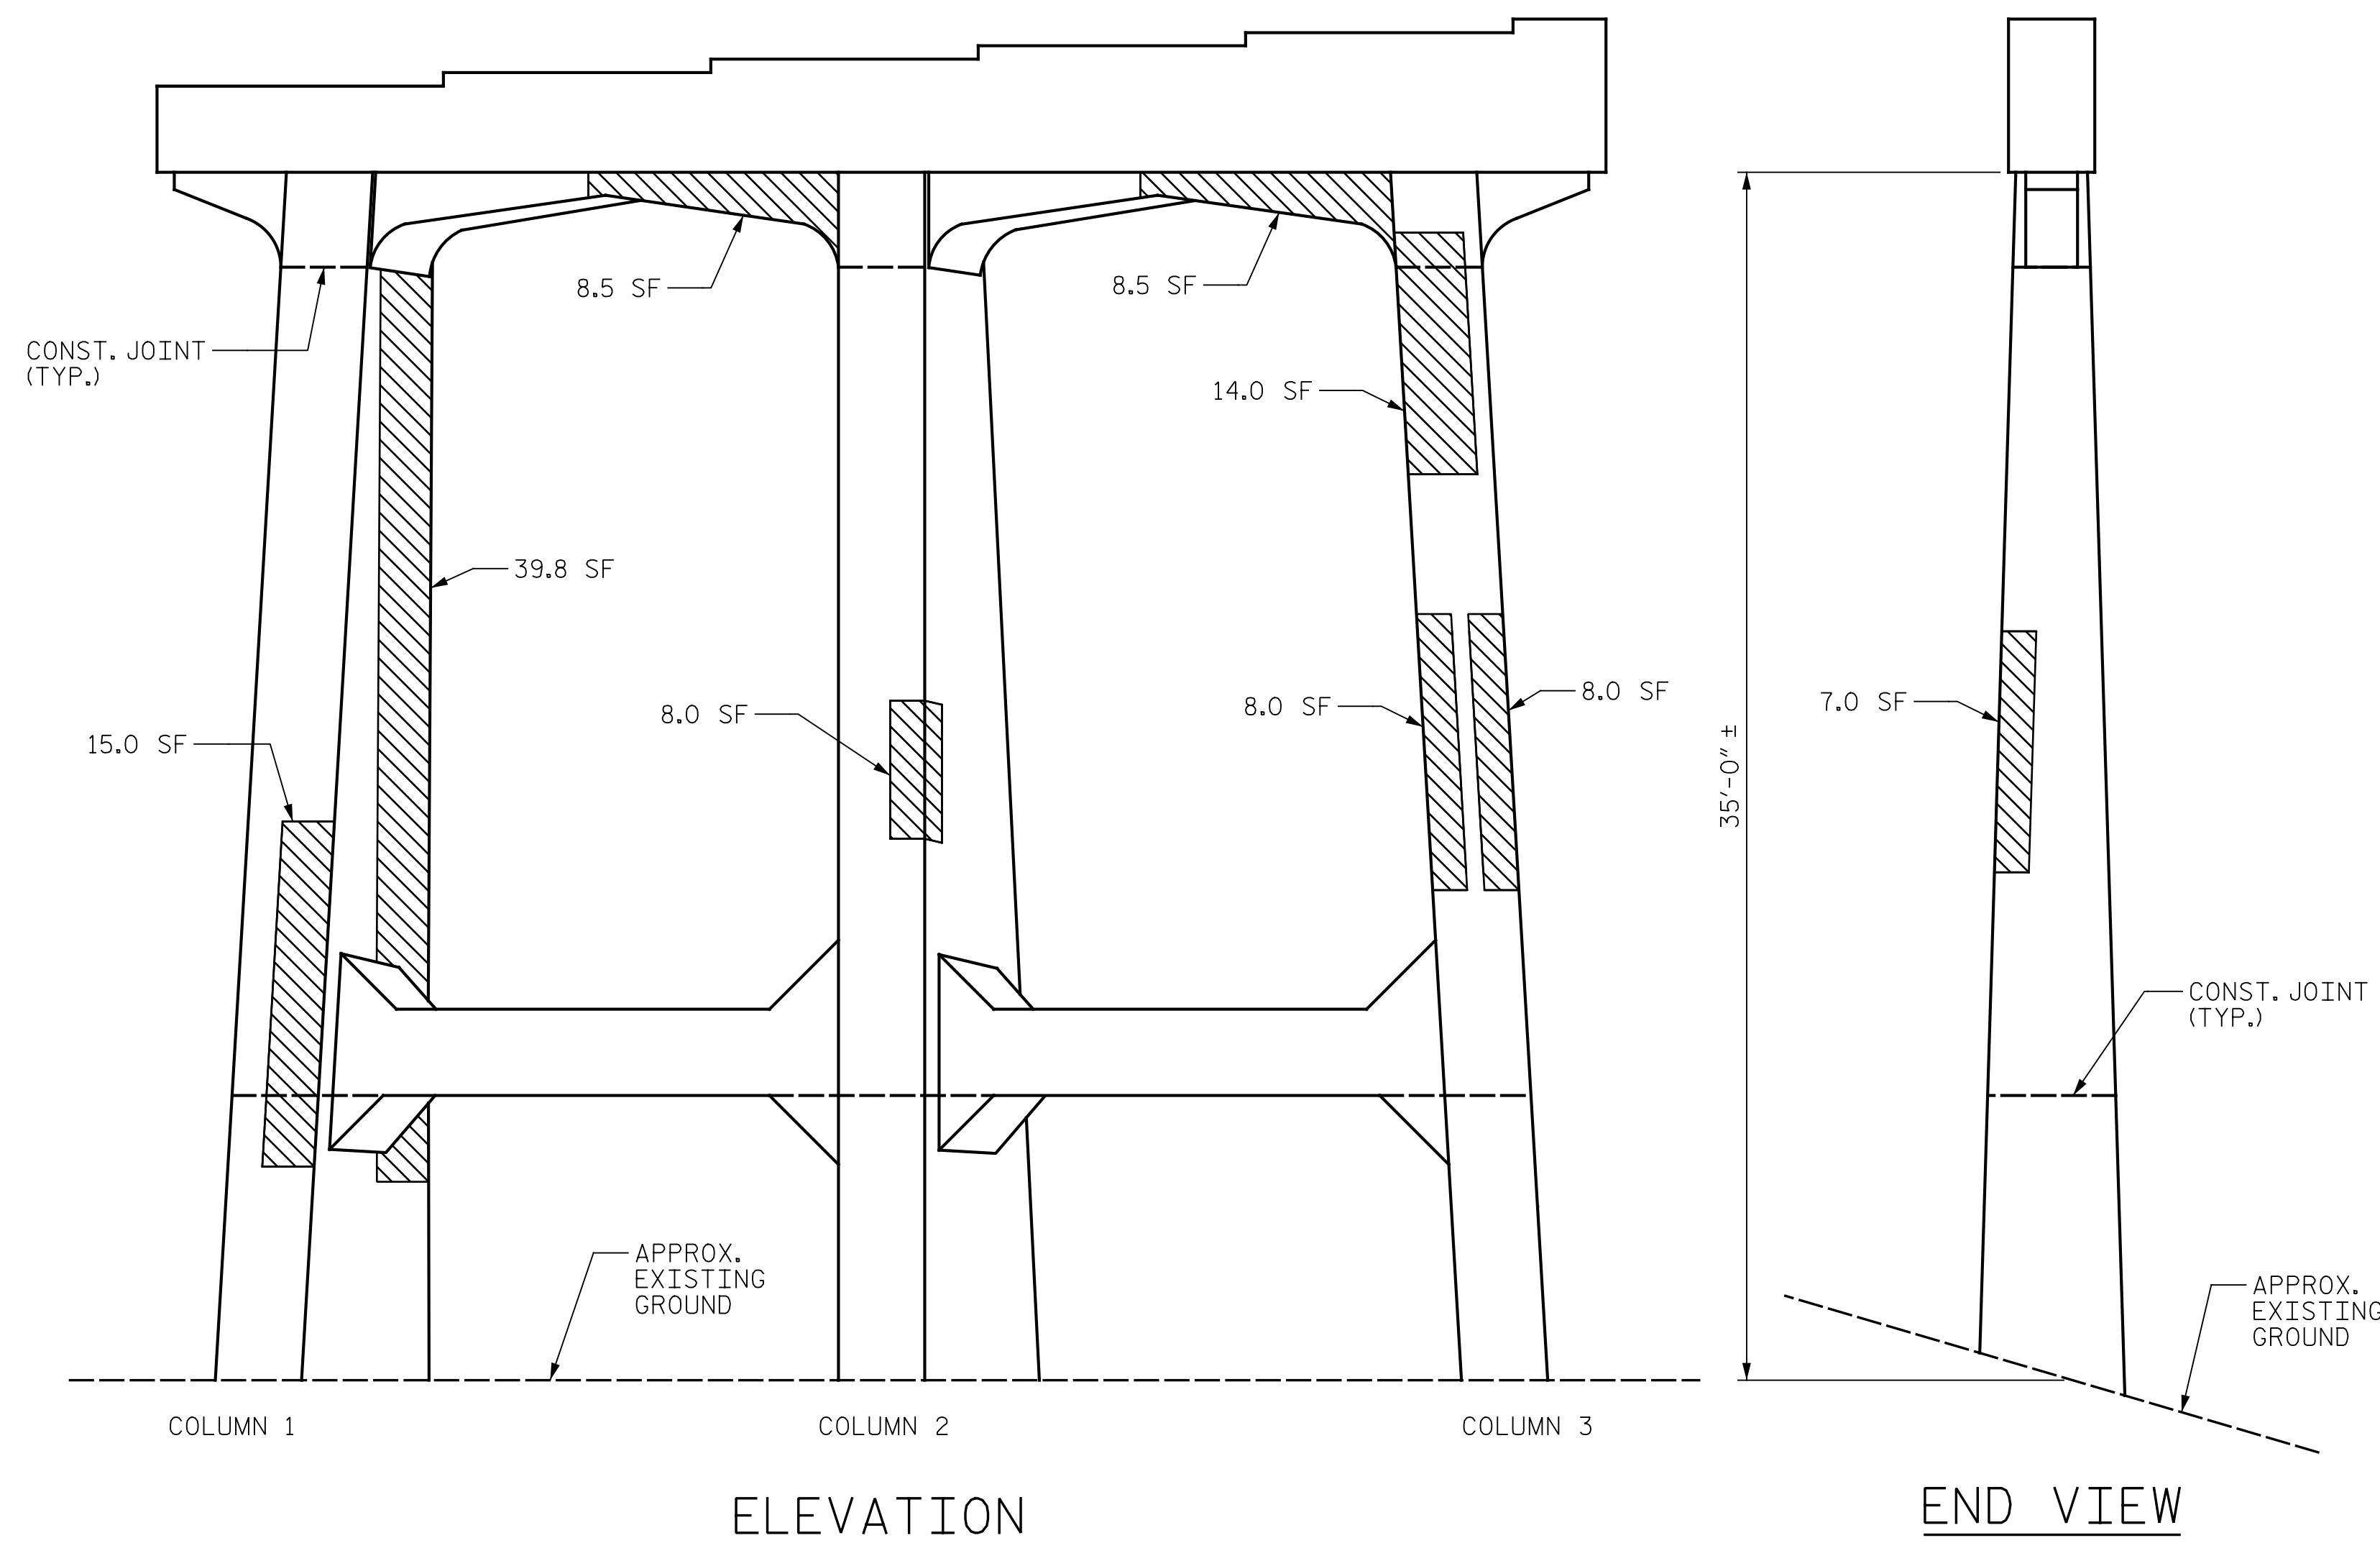 8.5 SF
8.5 SF
CONST. JOINT
(TYP.)
14.0 SF
39.8 SF
8.0 SF
8.0 SF
8.0 SF
7.0 SF
15.0 SF
35'-0" ±
CONST. JOINT
(TYP.)
APPROX.
EXISTING
GROUND
APPROX.
EXISTING
GROUND
COLUMN 1
COLUMN 2
COLUMN 3
ELEVATION
END VIEW